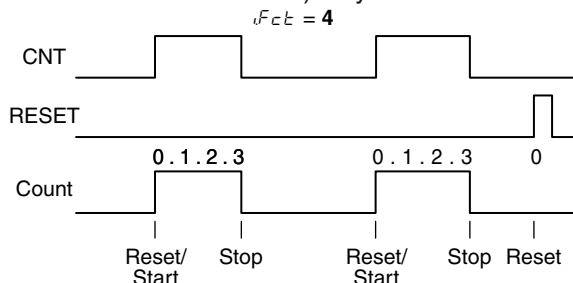 Fct = 4
CNT
RESET
0.1.2.3 0.1.2.3 0
Count
Reset/ Stop Reset/ Stop Reset
Start Start